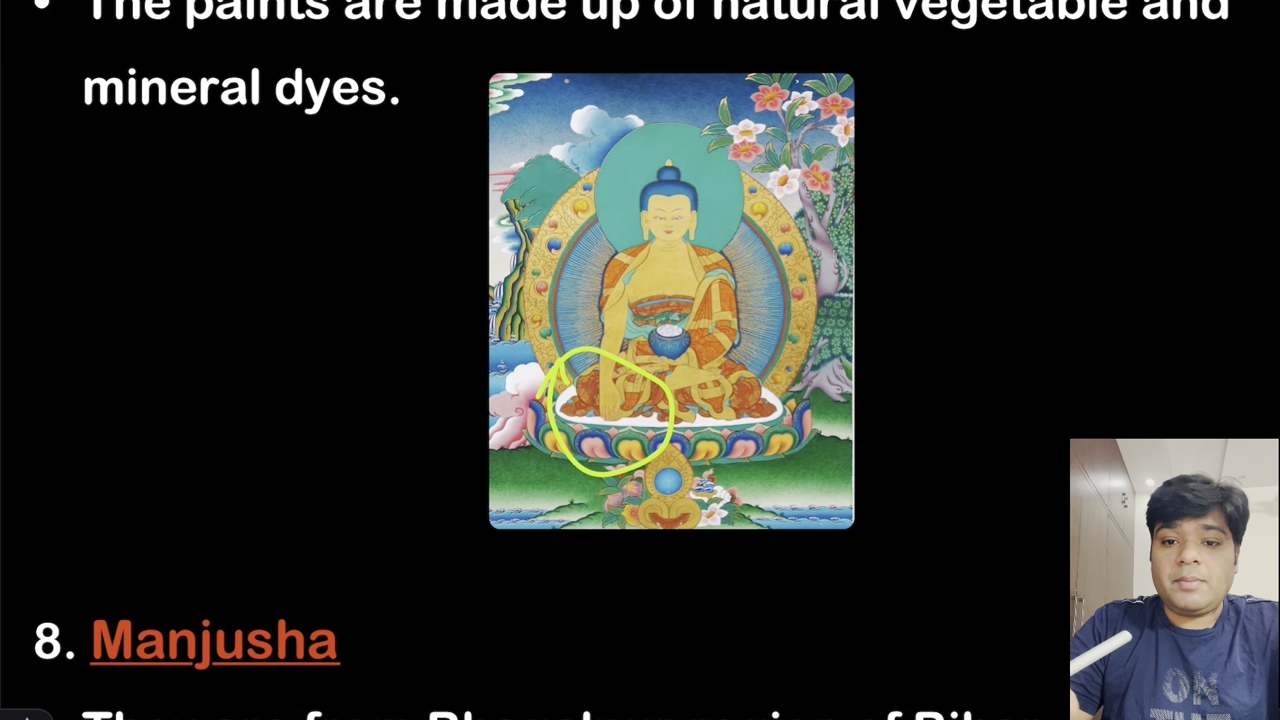 • The paints are made up of natural vegetable and
mineral dyes.
8. Manjusha